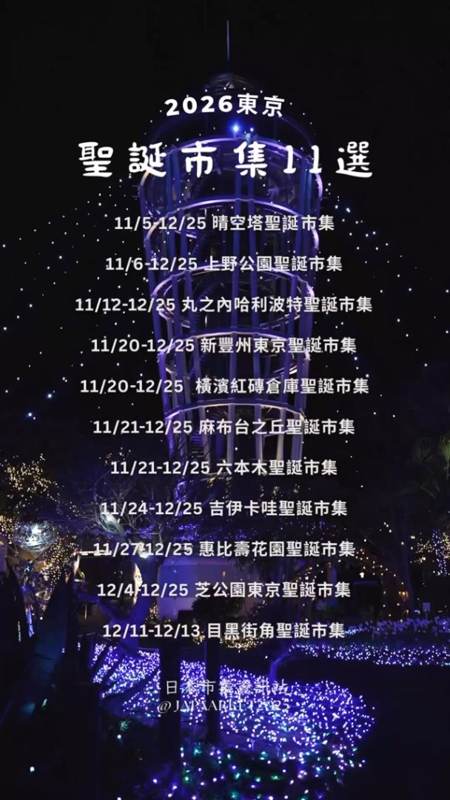 2026東京
聖誕市集11選
11/5-12/25 晴空塔聖誕市集
11/6-12/25 上野公園聖誕市集
11/12-12/25 丸之內哈利波特聖誕市集
11/20-12/25 新豐州東京聖誕市集
11/20-12/25 橫濱紅磚倉庫聖誕市集
11/21-12/25 麻布台之丘聖誕市集
11/21-12/25 六本木聖誕市集
11/24-12/25 吉伊卡哇聖誕市集
11/27-12/25 惠比壽花園聖誕市集
12/4-12/25 芝公園東京聖誕市集
12/11-12/13 目黑街角聖誕市集
日本市集